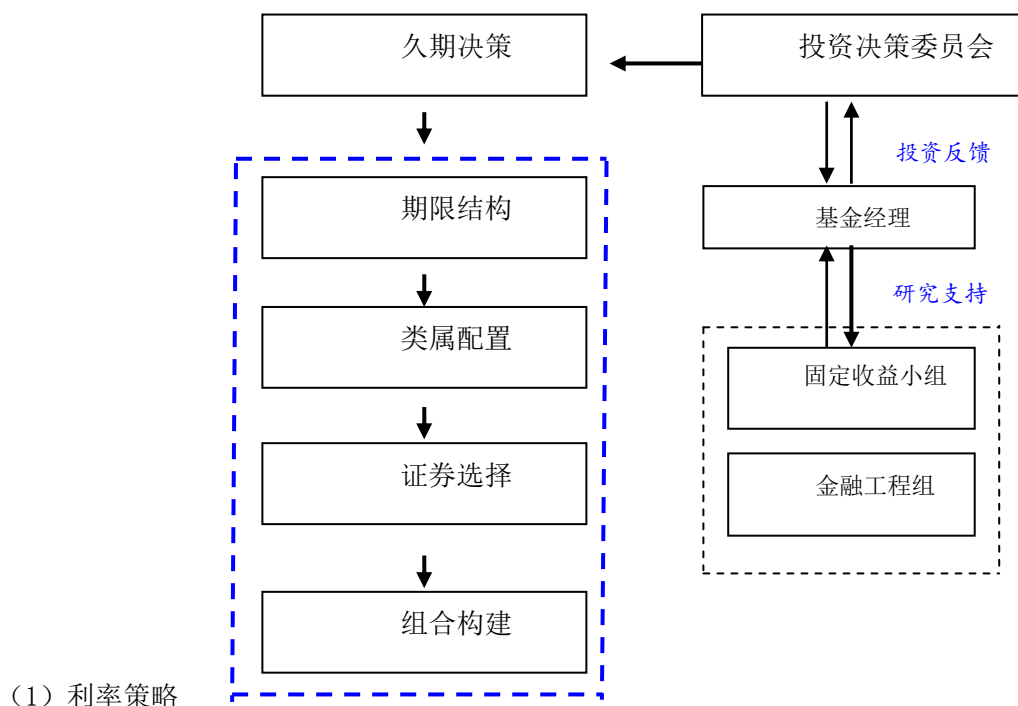 久期决策
投资决策委员会
投资反馈
期限结构
基金经理
研究支持
类属配置
固定收益小组
证券选择
金融工程组
组合构建
（1）利率策略